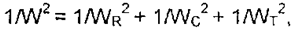 1/W² = 1/W_R² + 1/W_C² + 1/W_T²,